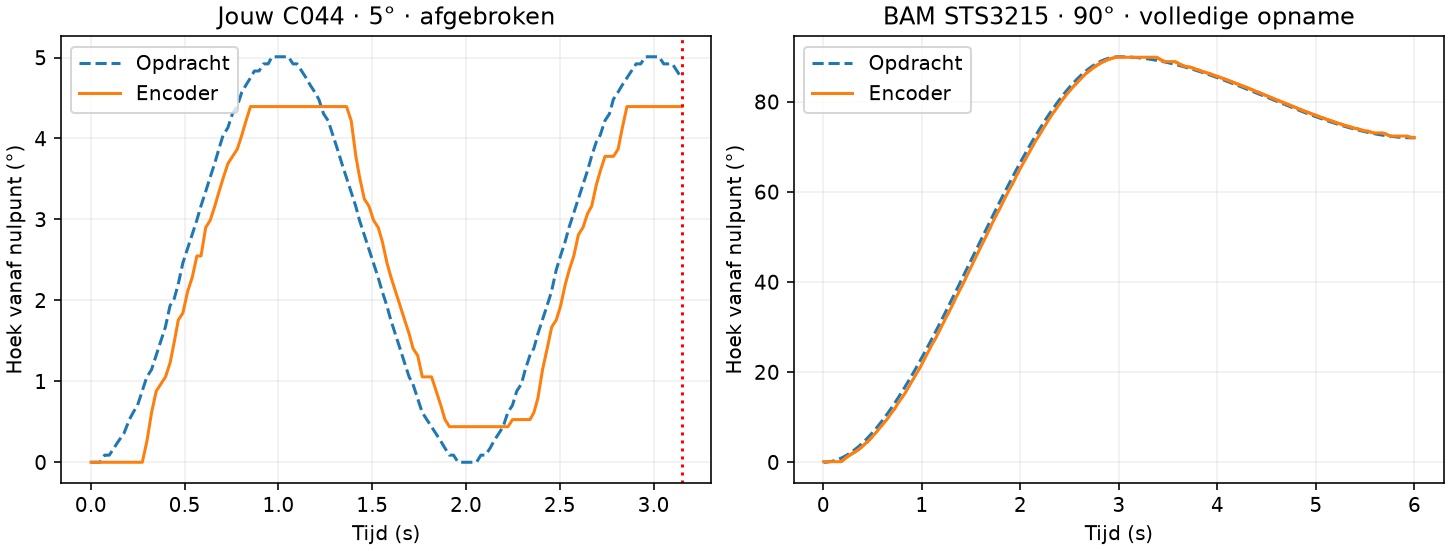 Jouw C044 · 5° · afgebroken
Opdracht
Encoder
Hoek vanaf nulpunt (°)
5
4
3
2
1
0
0.0 0.5 1.0 1.5 2.0 2.5 3.0
Tijd (s)
BAM STS3215 · 90° · volledige opname
Opdracht
Encoder
Hoek vanaf nulpunt (°)
80
60
40
20
0
0 1 2 3 4 5 6
Tijd (s)